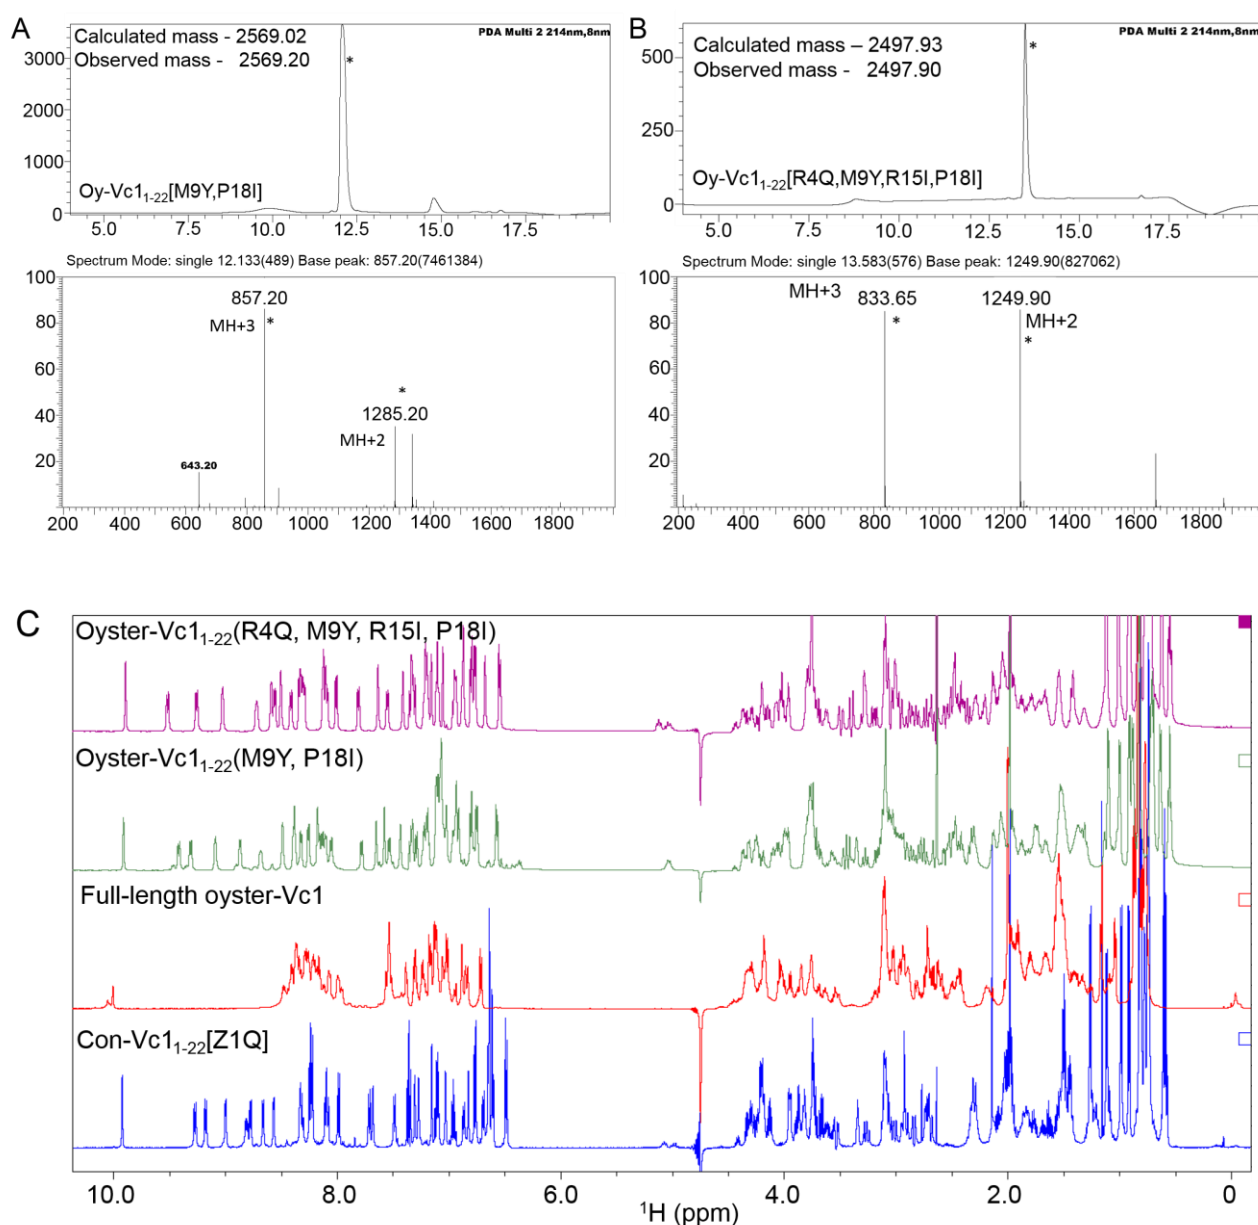 A
Calculated mass - 2569.02
Observed mass - 2569.20
PDA Multi 2 214nm,8nm
*
3000
2000
1000
0
Oy-Vc1₁₋₂₂[M9Y,P18I]
5.0 7.5 10.0 12.5 15.0 17.5
Spectrum Mode: single 12.133(489) Base peak: 857.20(7461384)
100
80
60
40
20
857.20
MH+3 *
*
1285.20
MH+2
643.20
200 400 600 800 1000 1200 1400 1600 1800
B
Calculated mass – 2497.93
Observed mass - 2497.90
PDA Multi 2 214nm,8nm
*
500
250
0
Oy-Vc1₁₋₂₂[R4Q,M9Y,R15I,P18I]
5.0 7.5 10.0 12.5 15.0 17.5
Spectrum Mode: single 13.583(576) Base peak: 1249.90(827062)
100
80
60
40
20
MH+3 833.65 1249.90
* MH+2
*
200 400 600 800 1000 1200 1400 1600 1800
C
Oyster-Vc1₁₋₂₂(R4Q, M9Y, R15I, P18I)
Oyster-Vc1₁₋₂₂(M9Y, P18I)
Full-length oyster-Vc1
Con-Vc1₁₋₂₂[Z1Q]
10.0 8.0 6.0 4.0 2.0
¹H (ppm)